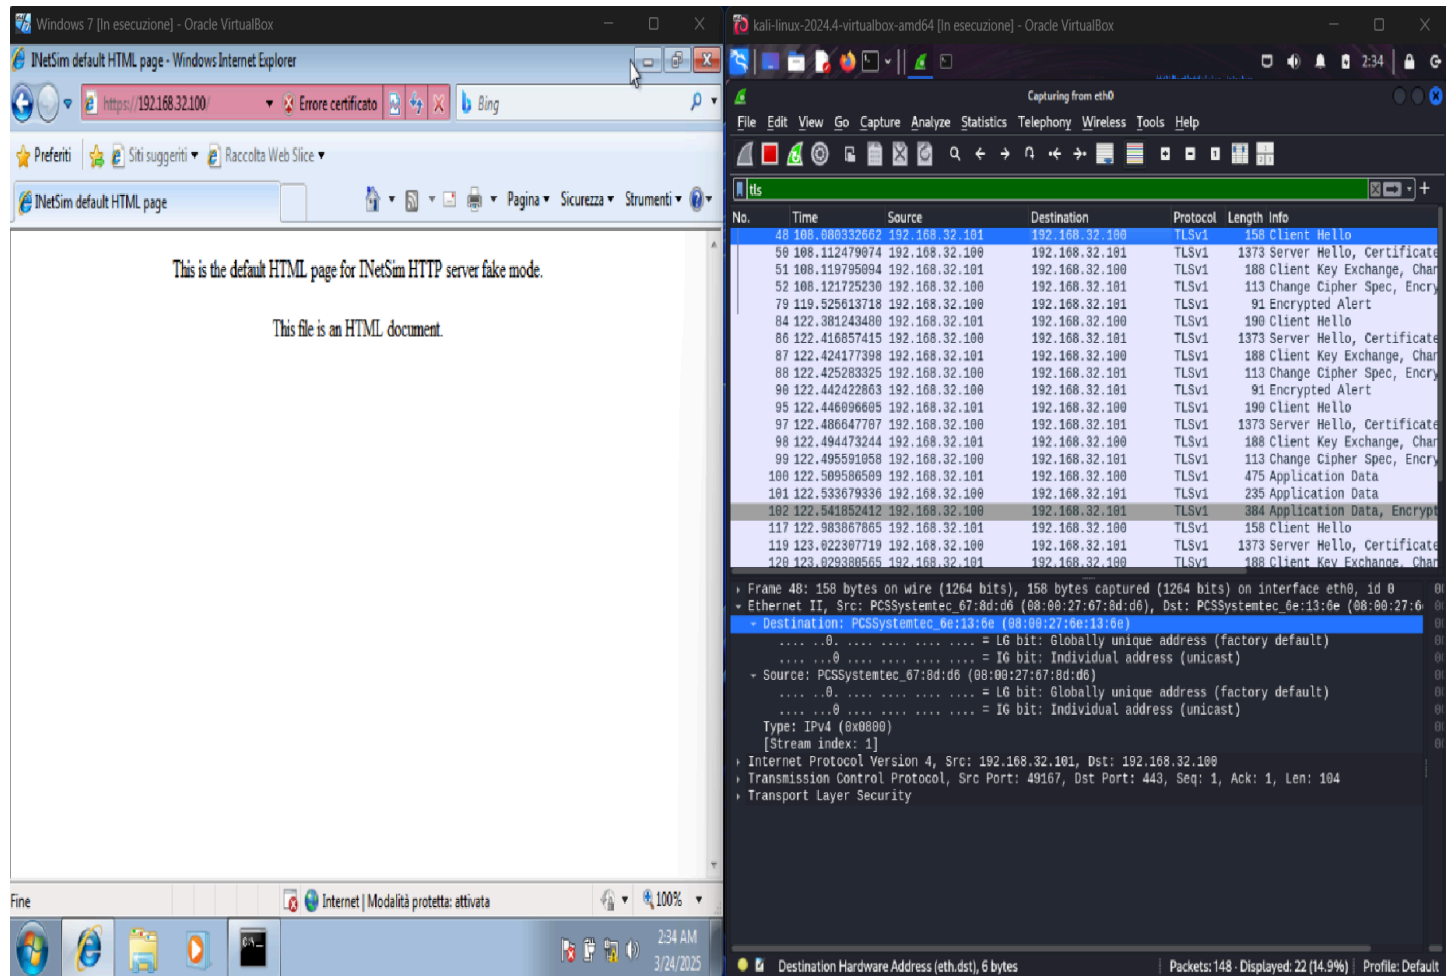 Windows 7 [In esecuzione] - Oracle VirtualBox
INetSim default HTML page - Windows Internet Explorer
https://192.168.32.100/
Errore certificato
Bing
Preferiti
Siti suggeriti
Raccolta Web Slice
INetSim default HTML page
Pagina
Sicurezza
Strumenti
This is the default HTML page for INetSim HTTP server fake mode.
This file is an HTML document.
Fine
Internet | Modalità protetta: attivata
100%
2:34 AM
3/24/2025
kali-linux-2024.4-virtualbox-amd64 [In esecuzione] - Oracle VirtualBox
2:34
Capturing from eth0
File Edit View Go Capture Analyze Statistics Telephony Wireless Tools Help
tls
No. Time Source Destination Protocol Length Info
48 108.080332662 192.168.32.101 192.168.32.100 TLSv1 158 Client Hello
50 108.112479074 192.168.32.100 192.168.32.101 TLSv1 1373 Server Hello, Certificate
51 108.119795094 192.168.32.101 192.168.32.100 TLSv1 188 Client Key Exchange, Chan
52 108.121725230 192.168.32.100 192.168.32.101 TLSv1 113 Change Cipher Spec, Encry
79 119.525613718 192.168.32.100 192.168.32.101 TLSv1 91 Encrypted Alert
84 122.381243480 192.168.32.101 192.168.32.100 TLSv1 190 Client Hello
86 122.416857415 192.168.32.100 192.168.32.101 TLSv1 1373 Server Hello, Certificate
87 122.424177398 192.168.32.101 192.168.32.100 TLSv1 188 Client Key Exchange, Chan
88 122.425283325 192.168.32.100 192.168.32.101 TLSv1 113 Change Cipher Spec, Encry
90 122.442422863 192.168.32.101 192.168.32.100 TLSv1 91 Encrypted Alert
95 122.446096605 192.168.32.101 192.168.32.100 TLSv1 190 Client Hello
97 122.486647707 192.168.32.100 192.168.32.101 TLSv1 1373 Server Hello, Certificate
98 122.494473244 192.168.32.101 192.168.32.100 TLSv1 188 Client Key Exchange, Chan
99 122.495591058 192.168.32.100 192.168.32.101 TLSv1 113 Change Cipher Spec, Encry
100 122.509586509 192.168.32.101 192.168.32.100 TLSv1 475 Application Data
101 122.533679336 192.168.32.100 192.168.32.101 TLSv1 235 Application Data
102 122.541852412 192.168.32.100 192.168.32.101 TLSv1 384 Application Data, Encrypt
117 122.983867865 192.168.32.101 192.168.32.100 TLSv1 158 Client Hello
119 123.022307719 192.168.32.100 192.168.32.101 TLSv1 1373 Server Hello, Certificate
120 123.029380565 192.168.32.101 192.168.32.100 TLSv1 188 Client Key Exchange, Chan
Frame 48: 158 bytes on wire (1264 bits), 158 bytes captured (1264 bits) on interface eth0, id 0
Ethernet II, Src: PCSSystemtec_67:8d:d6 (08:00:27:67:8d:d6), Dst: PCSSystemtec_6e:13:6e (08:00:27:6
Destination: PCSSystemtec_6e:13:6e (08:00:27:6e:13:6e)
.... ..0. .... .... .... .... = LG bit: Globally unique address (factory default)
.... ...0 .... .... .... .... = IG bit: Individual address (unicast)
Source: PCSSystemtec_67:8d:d6 (08:00:27:67:8d:d6)
.... ..0. .... .... .... .... = LG bit: Globally unique address (factory default)
.... ...0 .... .... .... .... = IG bit: Individual address (unicast)
Type: IPv4 (0x0800)
[Stream index: 1]
Internet Protocol Version 4, Src: 192.168.32.101, Dst: 192.168.32.100
Transmission Control Protocol, Src Port: 49167, Dst Port: 443, Seq: 1, Ack: 1, Len: 104
Transport Layer Security
Destination Hardware Address (eth.dst), 6 bytes
Packets: 148 · Displayed: 22 (14.9%)
Profile: Default